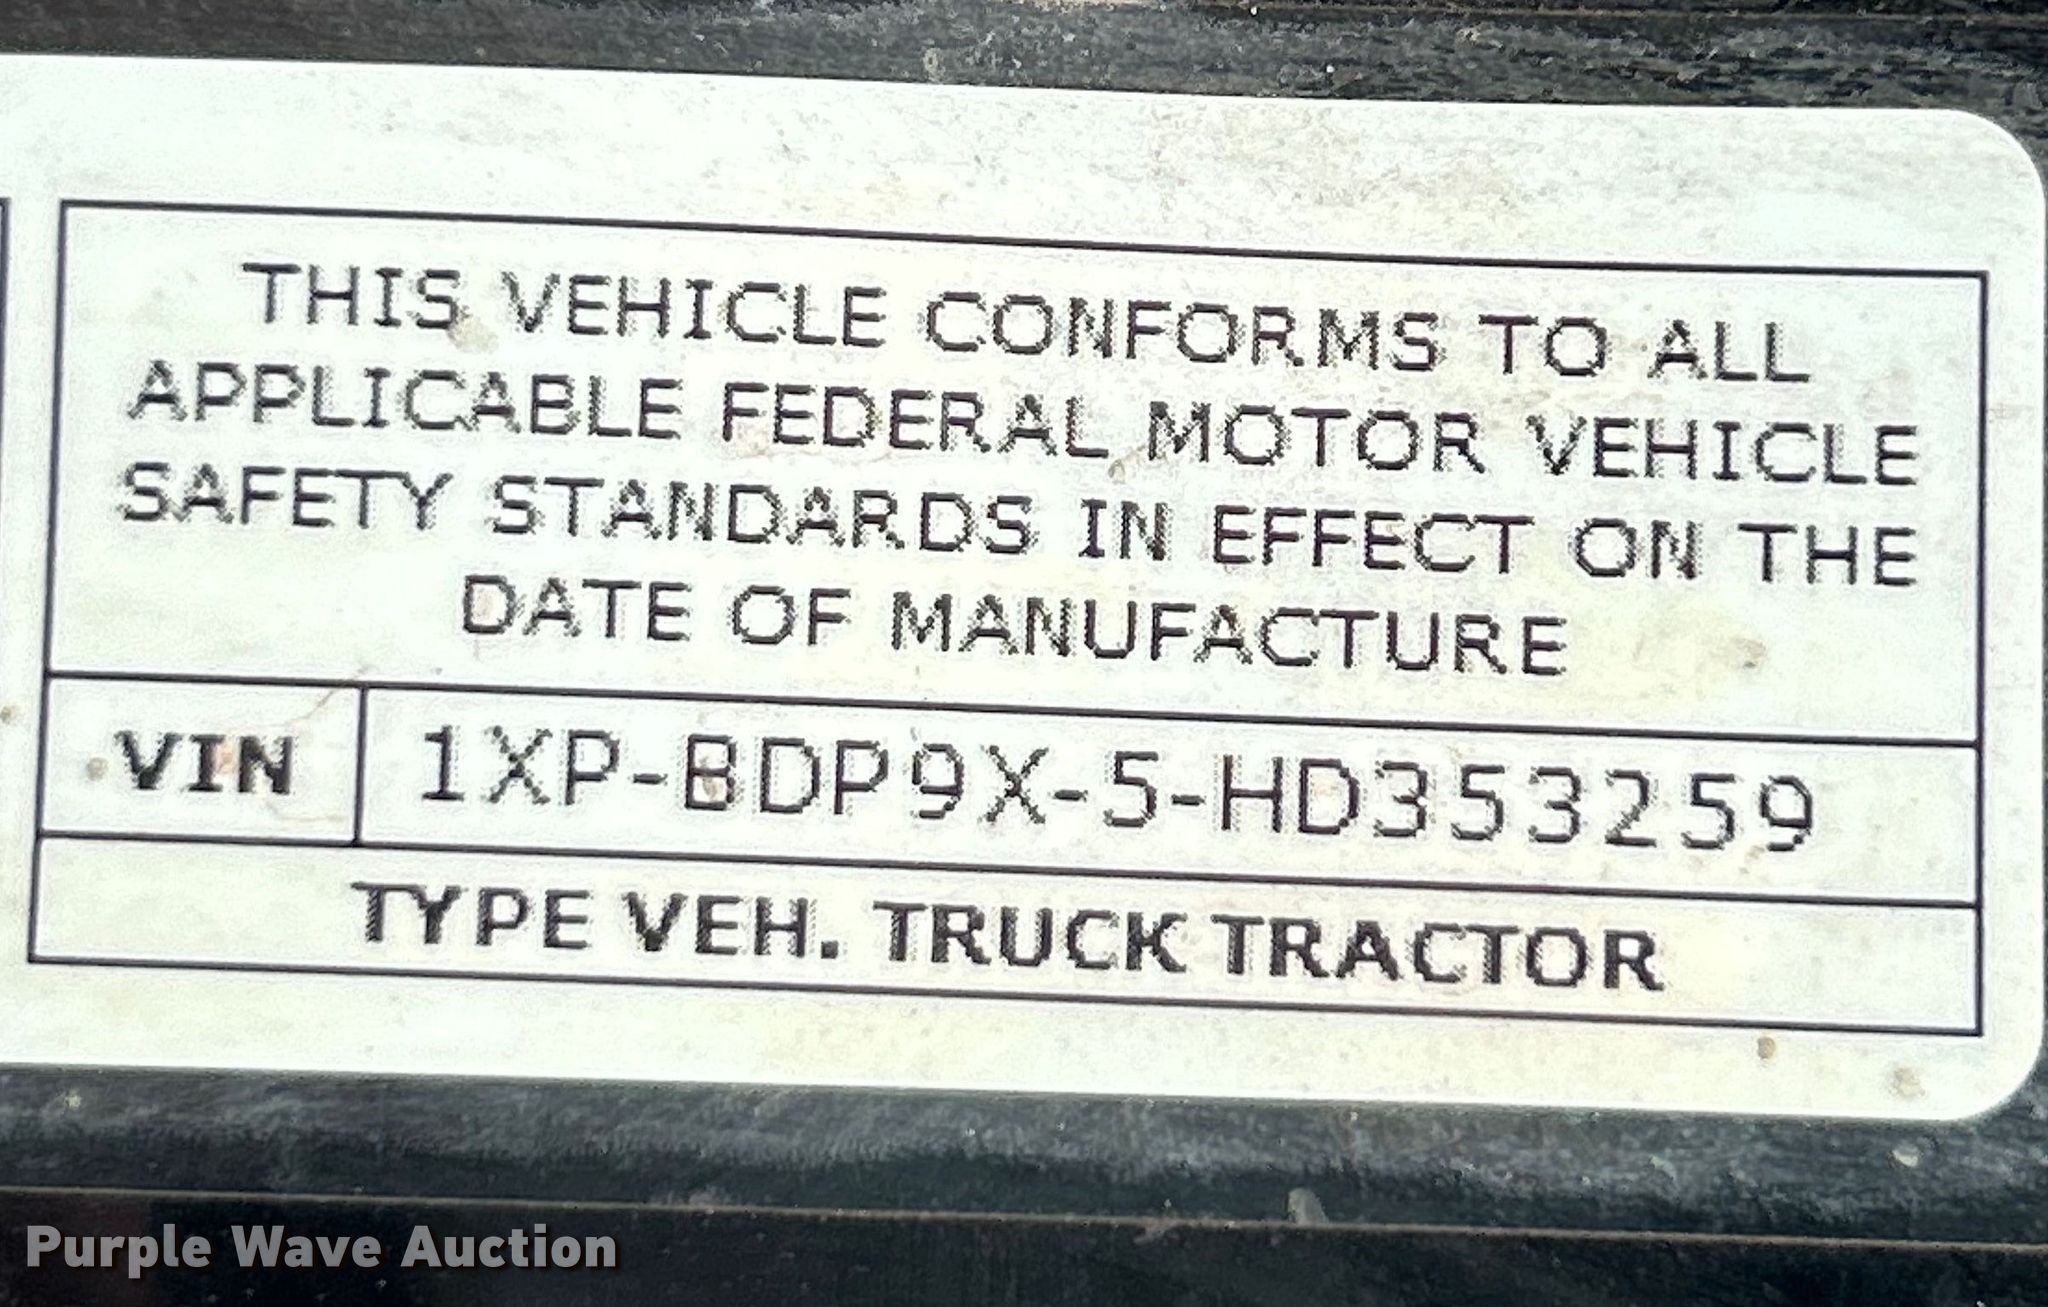 THIS VEHICLE CONFORMS TO ALL
APPLICABLE FEDERAL MOTOR VEHICLE
SAFETY STANDARDS IN EFFECT ON THE
DATE OF MANUFACTURE
VIN 1XP-BDP9X-5-HD353259
TYPE VEH. TRUCK TRACTOR
Purple Wave Auction